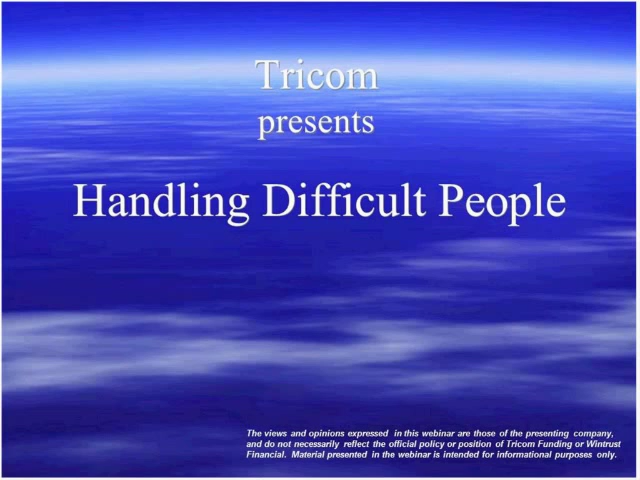 Tricom
presents
Handling Difficult People
The views and opinions expressed in this webinar are those of the presenting company,
and do not necessarily reflect the official policy or position of Tricom Funding or Wintrust
Financial. Material presented in the webinar is intended for informational purposes only.